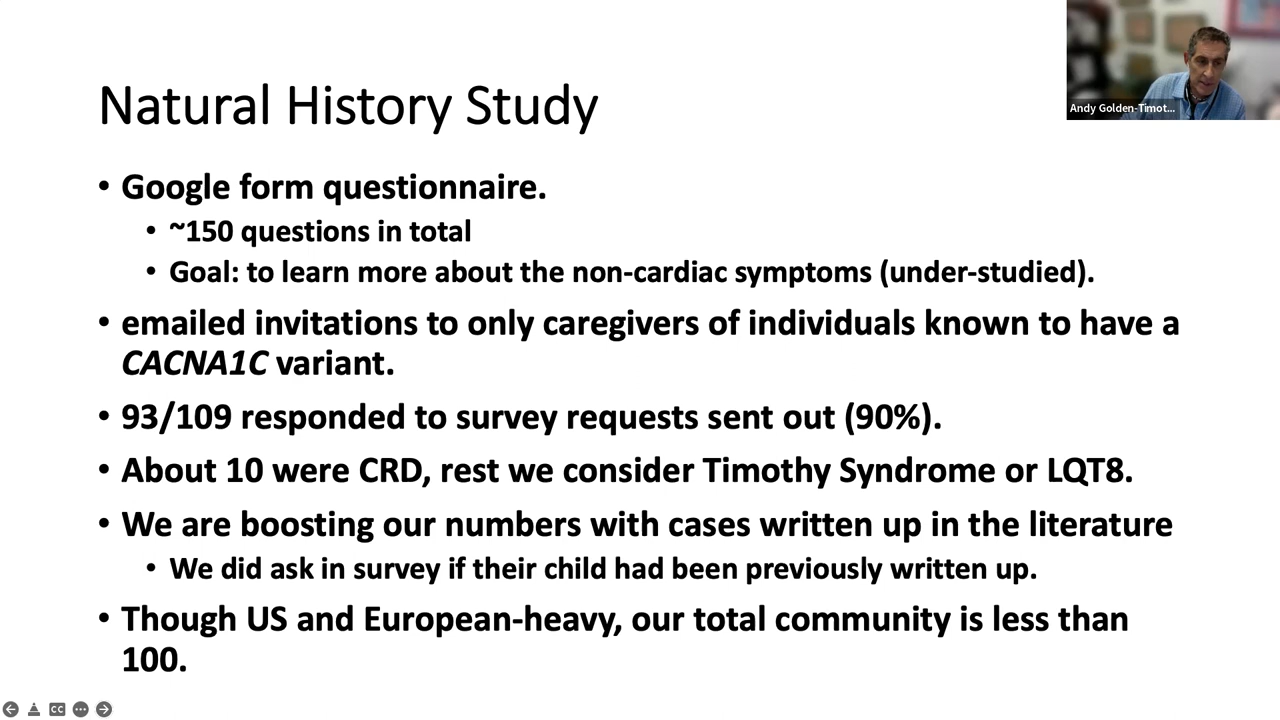 Andy Golden-Timot...
Natural History Study
• Google form questionnaire.
• ~150 questions in total
• Goal: to learn more about the non-cardiac symptoms (under-studied).
• emailed invitations to only caregivers of individuals known to have a
CACNA1C variant.
• 93/109 responded to survey requests sent out (90%).
• About 10 were CRD, rest we consider Timothy Syndrome or LQT8.
• We are boosting our numbers with cases written up in the literature
• We did ask in survey if their child had been previously written up.
• Though US and European-heavy, our total community is less than
100.
CC